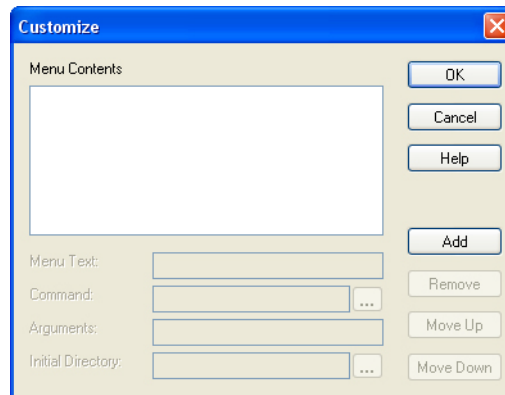 Customize
Menu Contents
OK
Cancel
Help
Add
Menu Text:
Remove
Command:
...
Arguments:
Move Up
Initial Directory:
...
Move Down